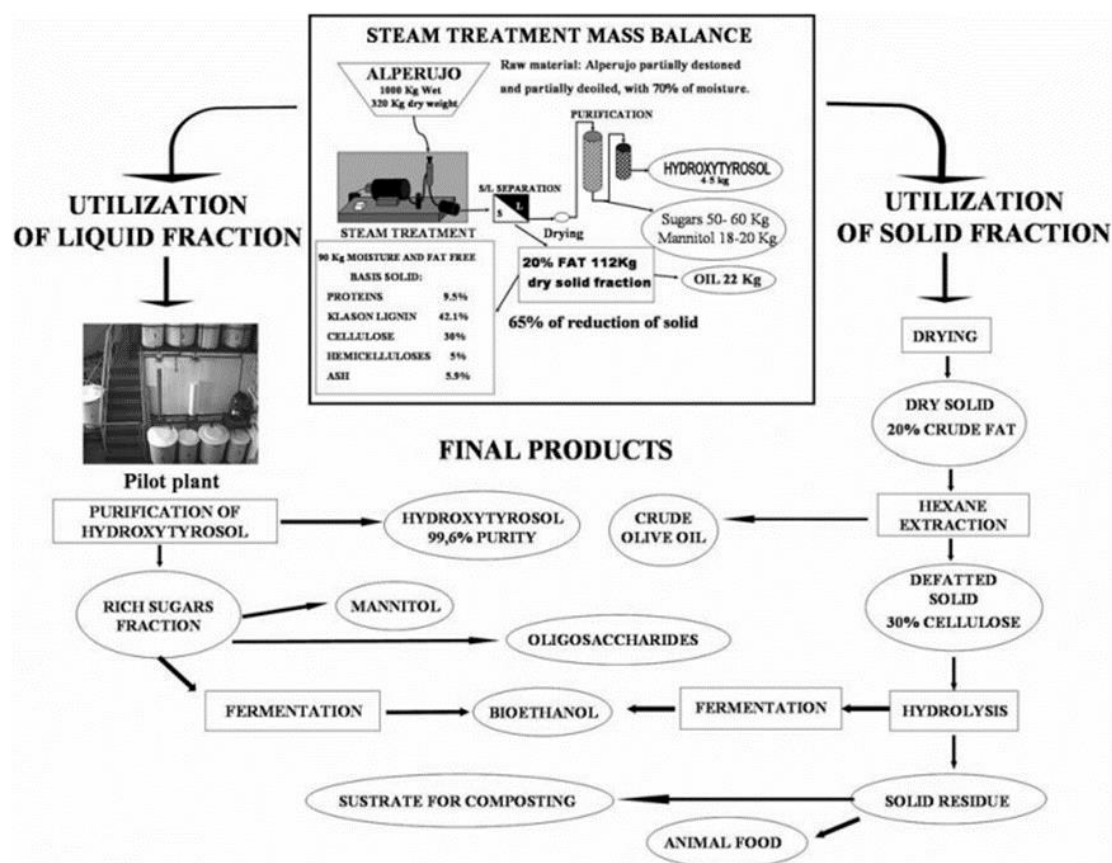 STEAM TREATMENT MASS BALANCE
ALPERUJO
1000 Kg Wet
320 Kg dry weight
Raw material: Alperujo partially destoned
and partially deoiled, with 70% of moisture.
PURIFICATION
HYDROXYTYROSOL
4-5 kg
S/L SEPARATION
S L
Drying
Sugars 50- 60 Kg
Mannitol 18-20 Kg
STEAM TREATMENT
90 Kg MOISTURE AND FAT FREE
BASIS SOLID:
PROTEINS 9.5%
KLASON LIGNIN 42.1%
CELLULOSE 30%
HEMICELLULOSES 5%
ASH 5.9%
20% FAT 112Kg
dry solid fraction
OIL 22 Kg
65% of reduction of solid
UTILIZATION
OF LIQUID FRACTION
UTILIZATION
OF SOLID FRACTION
Pilot plant
FINAL PRODUCTS
PURIFICATION OF
HYDROXYTYROSOL
HYDROXYTYROSOL
99,6% PURITY
RICH SUGARS
FRACTION
MANNITOL
OLIGOSACCHARIDES
FERMENTATION
BIOETHANOL
DRYING
DRY SOLID
20% CRUDE FAT
HEXANE
EXTRACTION
CRUDE
OLIVE OIL
DEFATTED
SOLID
30% CELLULOSE
HYDROLYSIS
FERMENTATION
SOLID RESIDUE
SUSTRATE FOR COMPOSTING
ANIMAL FOOD